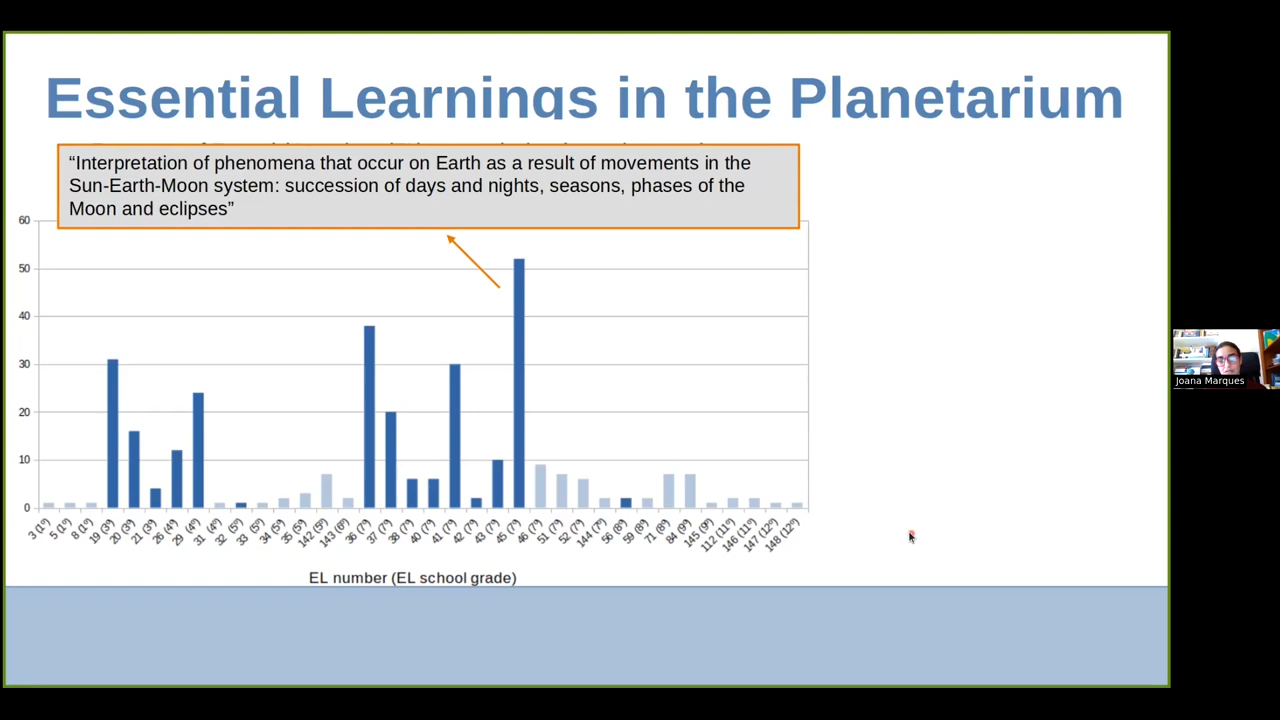 Essential Learnings in the Planetarium
“Interpretation of phenomena that occur on Earth as a result of movements in the
Sun-Earth-Moon system: succession of days and nights, seasons, phases of the
Moon and eclipses”
60
50
40
30
20
10
0
3 (1º)
5 (1º)
8 (1º)
19 (3º)
20 (3º)
21 (3º)
26 (4º)
29 (4º)
31 (4º)
32 (5º)
33 (5º)
34 (5º)
35 (5º)
142 (5º)
143 (6º)
36 (7º)
37 (7º)
38 (7º)
40 (7º)
41 (7º)
42 (7º)
43 (7º)
45 (7º)
46 (7º)
51 (7º)
52 (7º)
144 (7º)
56 (8º)
59 (8º)
71 (8º)
84 (9º)
145 (9º)
112 (11º)
146 (11º)
147 (12º)
148 (12º)
EL number (EL school grade)
Joana Marques